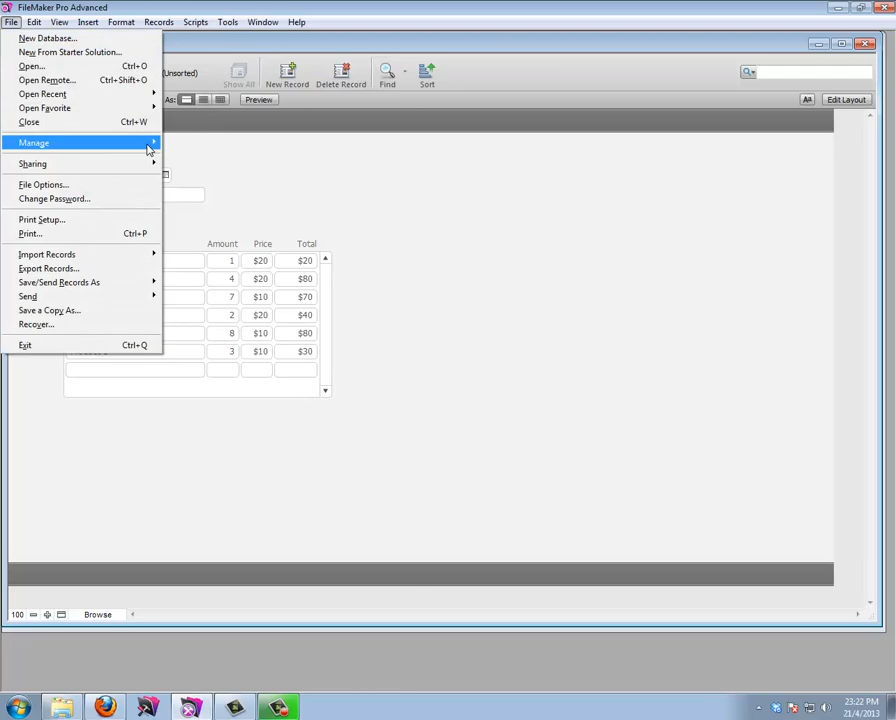 FileMaker Pro Advanced
File Edit View Insert Format Records Scripts Tools Window Help
New Database...
New From Starter Solution...
Open... Ctrl+O
Open Remote... Ctrl+Shift+O
Open Recent
Open Favorite
Close Ctrl+W
Manage
Sharing
File Options...
Change Password...
Print Setup...
Print... Ctrl+P
Import Records
Export Records...
Save/Send Records As
Send
Save a Copy As...
Recover...
Exit Ctrl+Q
(Unsorted)
Show All New Record Delete Record Find Sort
As: Preview Aa Edit Layout
Amount Price Total
1 $20 $20
4 $20 $80
7 $10 $70
2 $20 $40
8 $10 $80
3 $10 $30
100 Browse
23:22 PM
21/4/2013